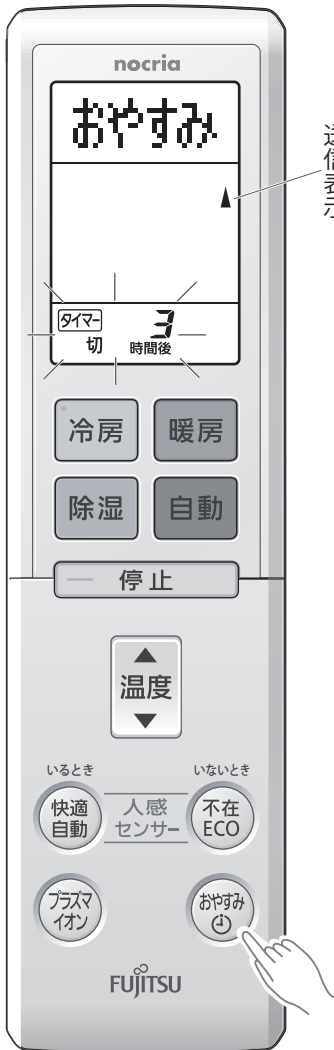 nocria
おやすみ
送信表示
タイマー 3
切 時間後
冷房 暖房
除湿 自動
停止
温度
いるとき いないとき
快適 人感 不在
自動 センサー ECO
プラズマ おやすみ
イオン
FUJITSU